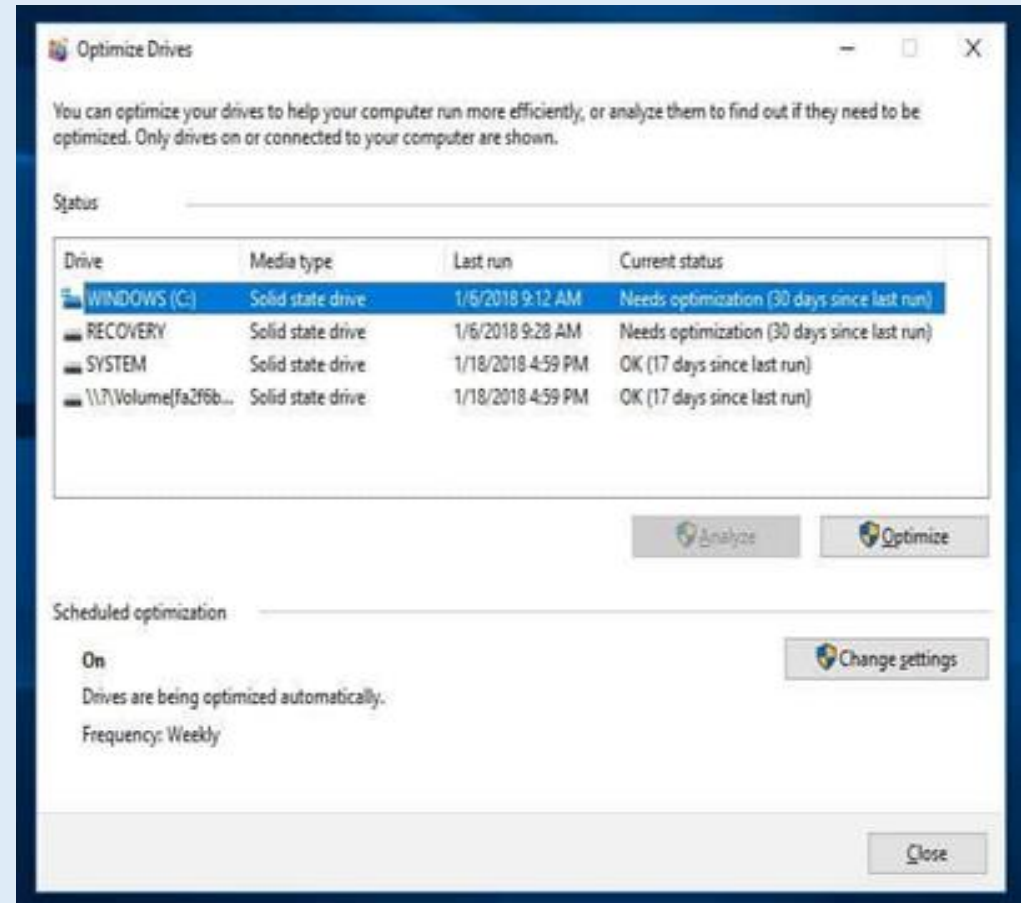 Optimize Drives
You can optimize your drives to help your computer run more efficiently, or analyze them to find out if they need to be
optimized. Only drives on or connected to your computer are shown.
Status
Drive Media type Last run Current status
WINDOWS (C:) Solid state drive 1/6/2018 9:12 AM Needs optimization (30 days since last run)
RECOVERY Solid state drive 1/6/2018 9:28 AM Needs optimization (30 days since last run)
SYSTEM Solid state drive 1/18/2018 4:59 PM OK (17 days since last run)
\\?\Volume{fa2f6b... Solid state drive 1/18/2018 4:59 PM OK (17 days since last run)
Analyze Optimize
Scheduled optimization
On
Change settings
Drives are being optimized automatically.
Frequency: Weekly
Close